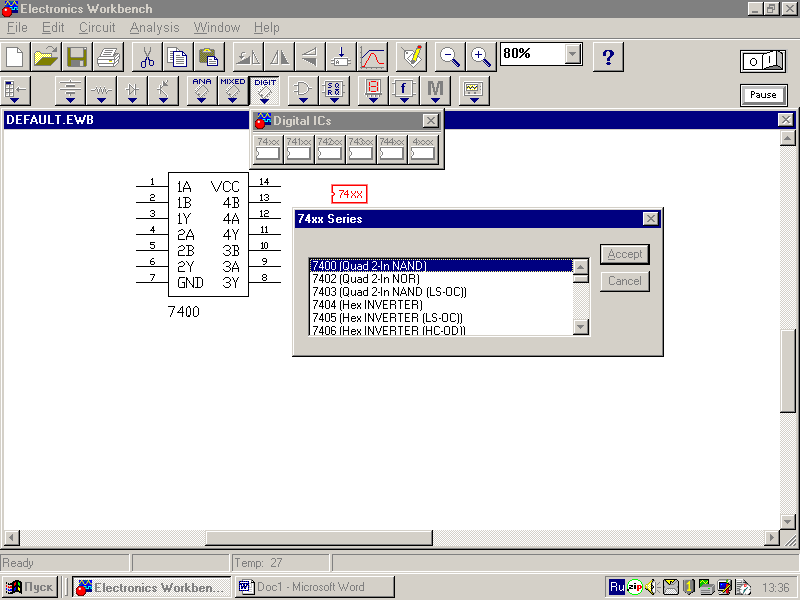 Electronics Workbench
File Edit Circuit Analysis Window Help
80%
?
O I
ANA MIXED DIGIT
f M
Pause
DEFAULT.EWB
Digital ICs
74xx 741xx 742xx 743xx 744xx 4xxx
1 1A VCC 14
2 1B 4B 13
3 1Y 4A 12
4 2A 4Y 11
5 2B 3B 10
6 2Y 3A 9
7 GND 3Y 8
7400
74xx
74xx Series
7400 (Quad 2-In NAND)
7402 (Quad 2-In NOR)
7403 (Quad 2-In NAND (LS-OC))
7404 (Hex INVERTER)
7405 (Hex INVERTER (LS-OC))
7406 (Hex INVERTER (HC-OD))
Accept
Cancel
Ready
Temp: 27
Пуск
Electronics Workben...
Doc1 - Microsoft Word
Ru
zip
13:36